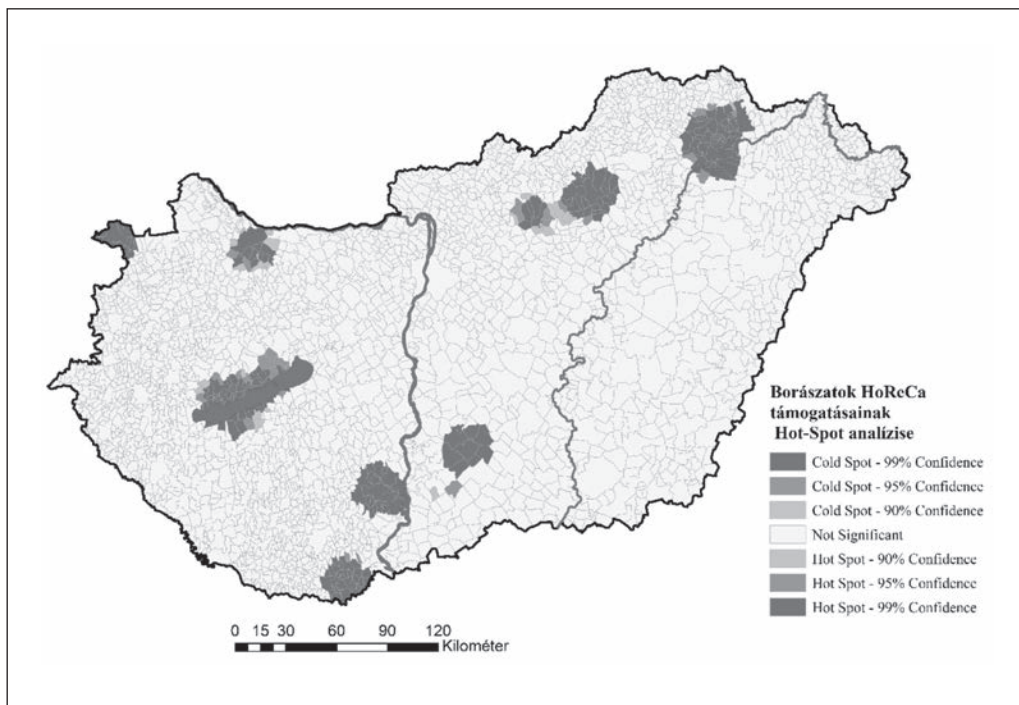 Borászatok HoReCa
támogatásainak
Hot-Spot analízise
Cold Spot - 99% Confidence
Cold Spot - 95% Confidence
Cold Spot - 90% Confidence
Not Significant
Hot Spot - 90% Confidence
Hot Spot - 95% Confidence
Hot Spot - 99% Confidence
0 15 30 60 90 120
Kilométer